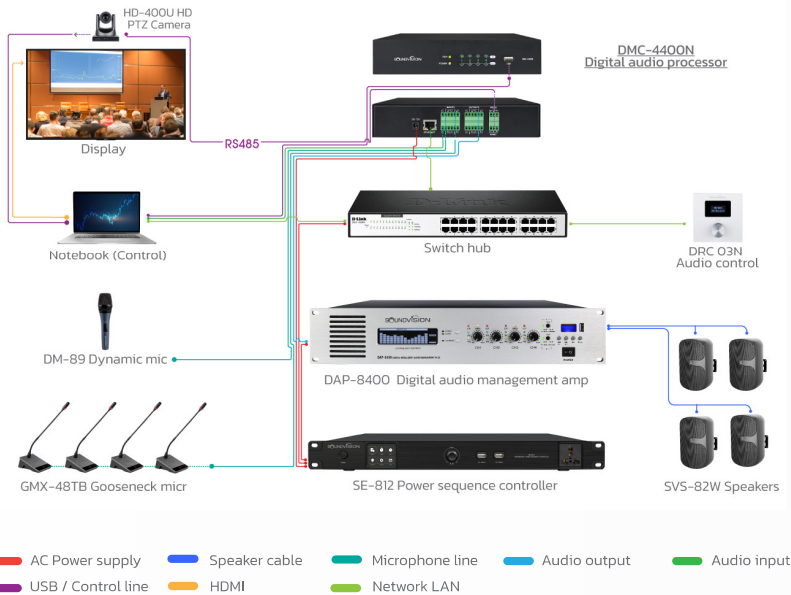 HD-400U HD
PTZ Camera
SOUNDVISION
DMC-4400N
Digital audio processor
Display
RS485
D-Link
Switch hub
Notebook (Control)
DRC 03N
Audio control
SOUNDVISION
DM-89 Dynamic mic
DAP-8400 Digital audio management amp
SOUNDVISION
GMX-48TB Gooseneck micr
SE-812 Power sequence controller
SVS-82W Speakers
AC Power supply
Speaker cable
Microphone line
Audio output
Audio input
USB / Control line
HDMI
Network LAN